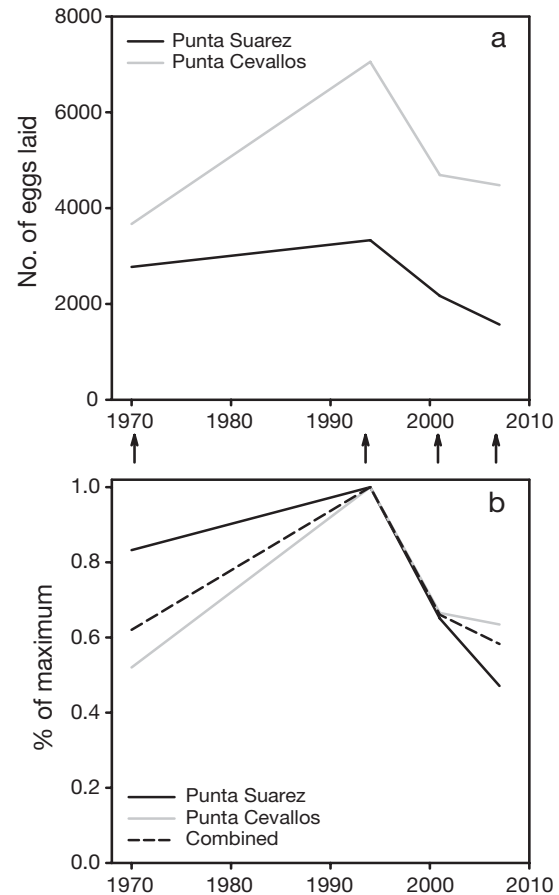 8000
a
Punta Suarez
Punta Cevallos
6000
4000
2000
0
No. of eggs laid
1970 1980 1990 2000 2010
1.0
b
0.8
0.6
0.4
0.2
0.0
% of maximum
Punta Suarez
Punta Cevallos
Combined
1970 1980 1990 2000 2010